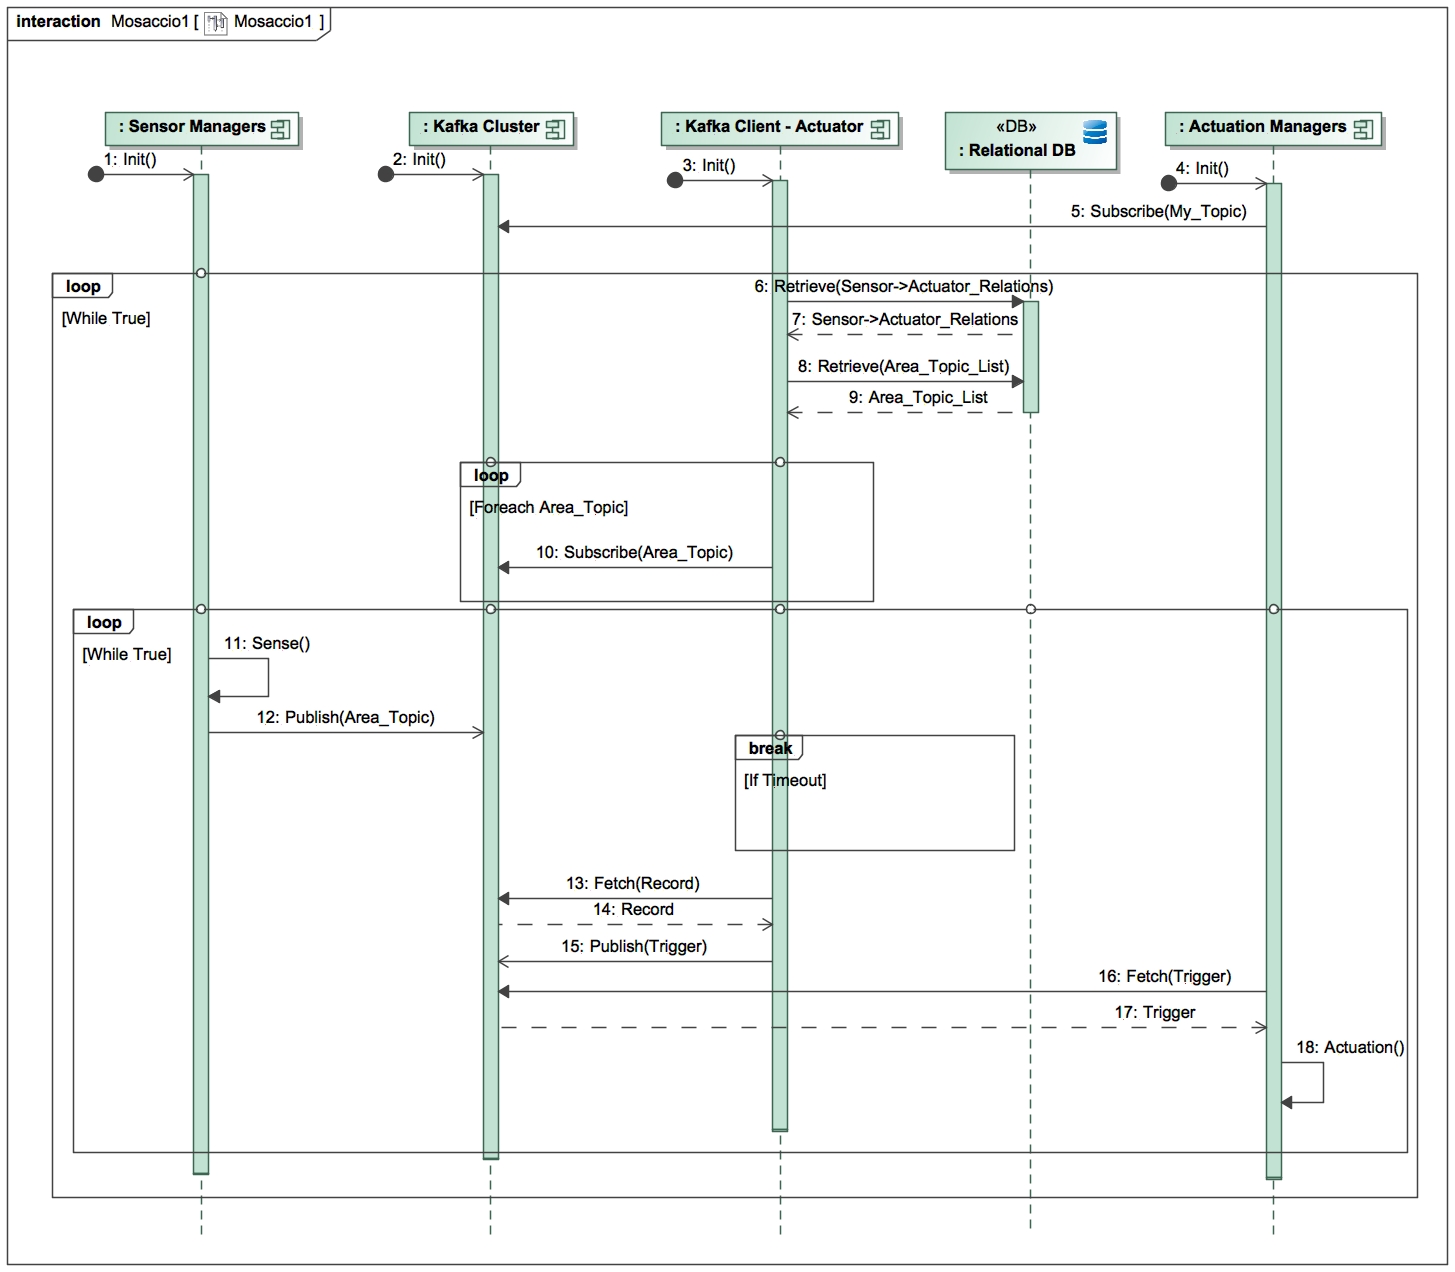 interaction Mosaccio1 [ Mosaccio1 ]
: Sensor Managers
: Kafka Cluster
: Kafka Client - Actuator
«DB»
: Relational DB
: Actuation Managers
1: Init()
2: Init()
3: Init()
4: Init()
5: Subscribe(My_Topic)
loop
[While True]
6: Retrieve(Sensor->Actuator_Relations)
7: Sensor->Actuator_Relations
8: Retrieve(Area_Topic_List)
9: Area_Topic_List
loop
[Foreach Area_Topic]
10: Subscribe(Area_Topic)
loop
[While True]
11: Sense()
12: Publish(Area_Topic)
break
[If Timeout]
13: Fetch(Record)
14: Record
15: Publish(Trigger)
16: Fetch(Trigger)
17: Trigger
18: Actuation()